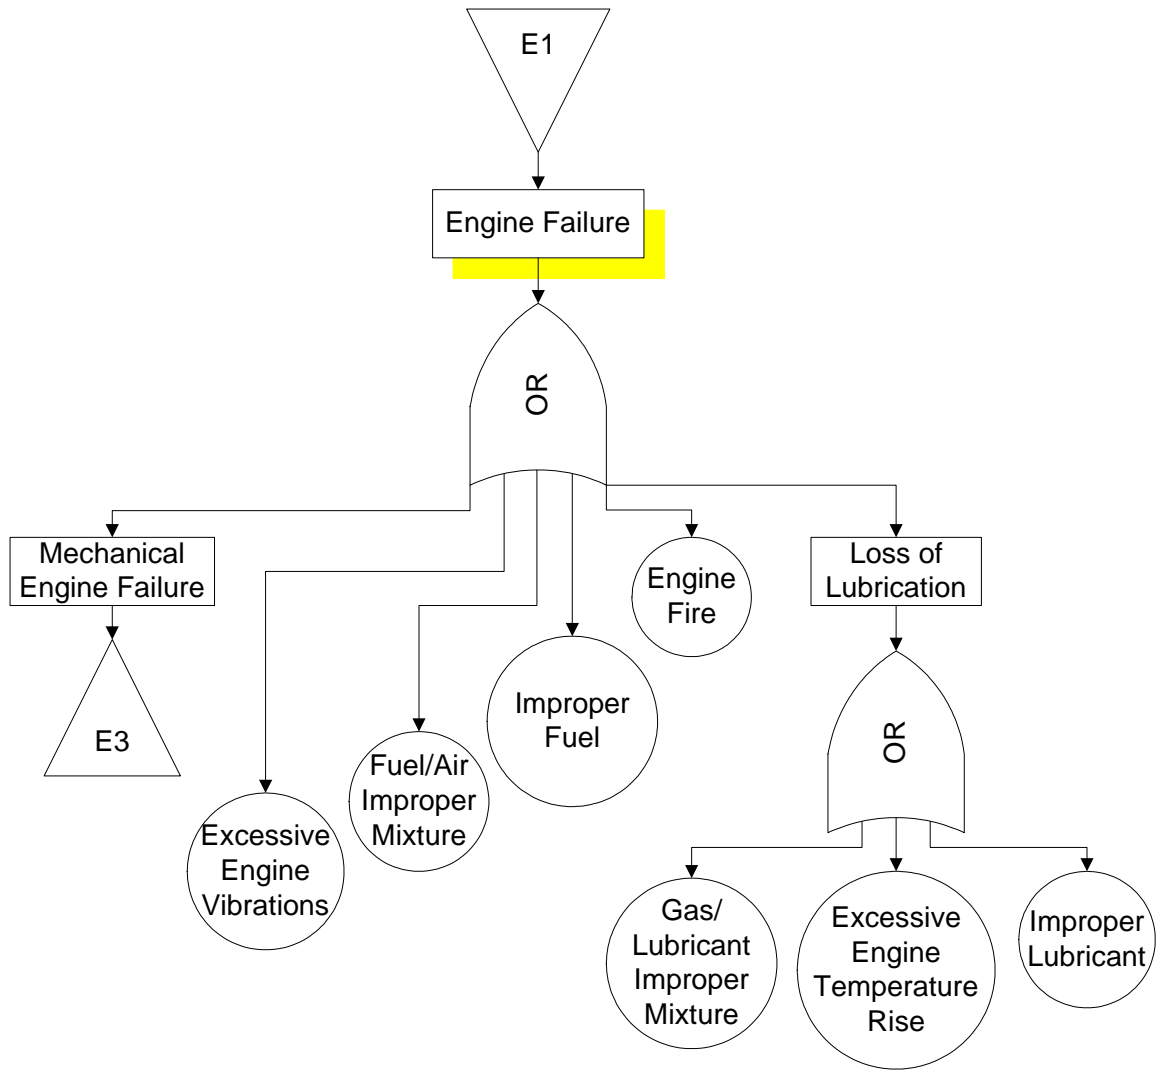 E1
Engine Failure
OR
Mechanical
Engine Failure
E3
Excessive
Engine
Vibrations
Fuel/Air
Improper
Mixture
Improper
Fuel
Engine
Fire
Loss of
Lubrication
OR
Gas/
Lubricant
Improper
Mixture
Excessive
Engine
Temperature
Rise
Improper
Lubricant